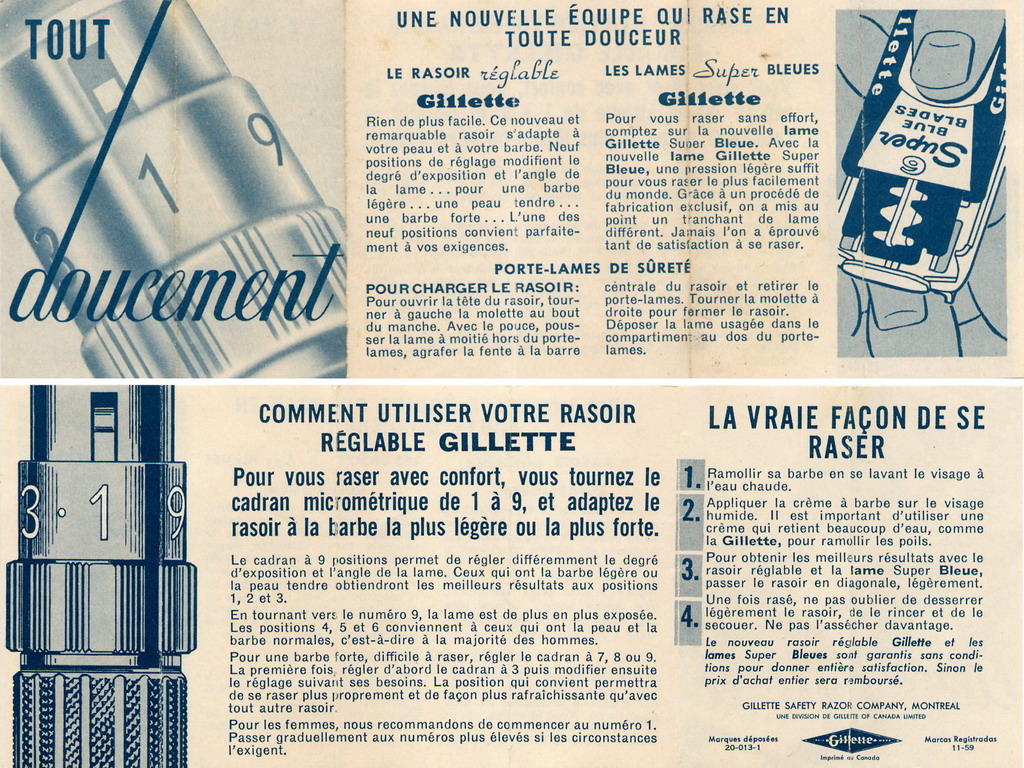 TOUT
doucement
1
9
2
UNE NOUVELLE ÉQUIPE QUI RASE EN
TOUTE DOUCEUR
LE RASOIR réglable
Gillette
Rien de plus facile. Ce nouveau et
remarquable rasoir s'adapte à
votre peau et à votre barbe. Neuf
positions de réglage modifient le
degré d'exposition et l'angle de
la lame... pour une barbe
légère... une peau tendre...
une barbe forte... L'une des
neuf positions convient parfaite-
ment à vos exigences.
LES LAMES Super BLEUES
Gillette
Pour vous raser sans effort,
comptez sur la nouvelle lame
Gillette Super Bleue. Avec la
nouvelle lame Gillette Super
Bleue, une pression légère suffit
pour vous raser le plus facilement
du monde. Grâce à un procédé de
fabrication exclusif, on a mis au
point un tranchant de lame
différent. Jamais l'on a éprouvé
tant de satisfaction à se raser.
PORTE-LAMES DE SÛRETÉ
POUR CHARGER LE RASOIR:
Pour ouvrir la tête du rasoir, tour-
ner à gauche la molette au bout
du manche. Avec le pouce, pous-
ser la lame à moitié hors du porte-
lames, agrafer la fente à la barre
centrale du rasoir et retirer le
porte-lames. Tourner la molette à
droite pour fermer le rasoir.
Déposer la lame usagée dans le
compartiment au dos du porte-
lames.
Super
BLUE
BLADES
3 · 1 9
COMMENT UTILISER VOTRE RASOIR
RÉGLABLE GILLETTE
Pour vous raser avec confort, vous tournez le
cadran micrométrique de 1 à 9, et adaptez le
rasoir à la barbe la plus légère ou la plus forte.
Le cadran à 9 positions permet de régler différemment le degré
d'exposition et l'angle de la lame. Ceux qui ont la barbe légère ou
la peau tendre obtiendront les meilleurs résultats aux positions
1, 2 et 3.
En tournant vers le numéro 9, la lame est de plus en plus exposée.
Les positions 4, 5 et 6 conviennent à ceux qui ont la peau et la
barbe normales, c'est-à-dire à la majorité des hommes.
Pour une barbe forte, difficile à raser, régler le cadran à 7, 8 ou 9.
La première fois, régler d'abord le cadran à 3 puis modifier ensuite
le réglage suivant ses besoins. La position qui convient permettra
de se raser plus proprement et de façon plus rafraîchissante qu'avec
tout autre rasoir.
Pour les femmes, nous recommandons de commencer au numéro 1.
Passer graduellement aux numéros plus élevés si les circonstances
l'exigent.
LA VRAIE FAÇON DE SE
RASER
1. Ramollir sa barbe en se lavant le visage à
l'eau chaude.
2. Appliquer la crème à barbe sur le visage
humide. Il est important d'utiliser une
crème qui retient beaucoup d'eau, comme
la Gillette, pour ramollir les poils.
3. Pour obtenir les meilleurs résultats avec le
rasoir réglable et la lame Super Bleue,
passer le rasoir en diagonale, légèrement.
4. Une fois rasé, ne pas oublier de desserrer
légèrement le rasoir, de le rincer et de le
secouer. Ne pas l'assécher davantage.
Le nouveau rasoir réglable Gillette et les
lames Super Bleues sont garantis sans condi-
tions pour donner entière satisfaction. Sinon le
prix d'achat entier sera remboursé.
GILLETTE SAFETY RAZOR COMPANY, MONTREAL
UNE DIVISION DE GILLETTE OF CANADA LIMITED
Marques déposées
20-013-1
Gillette
Imprimé au Canada
Marcas Registradas
11-59